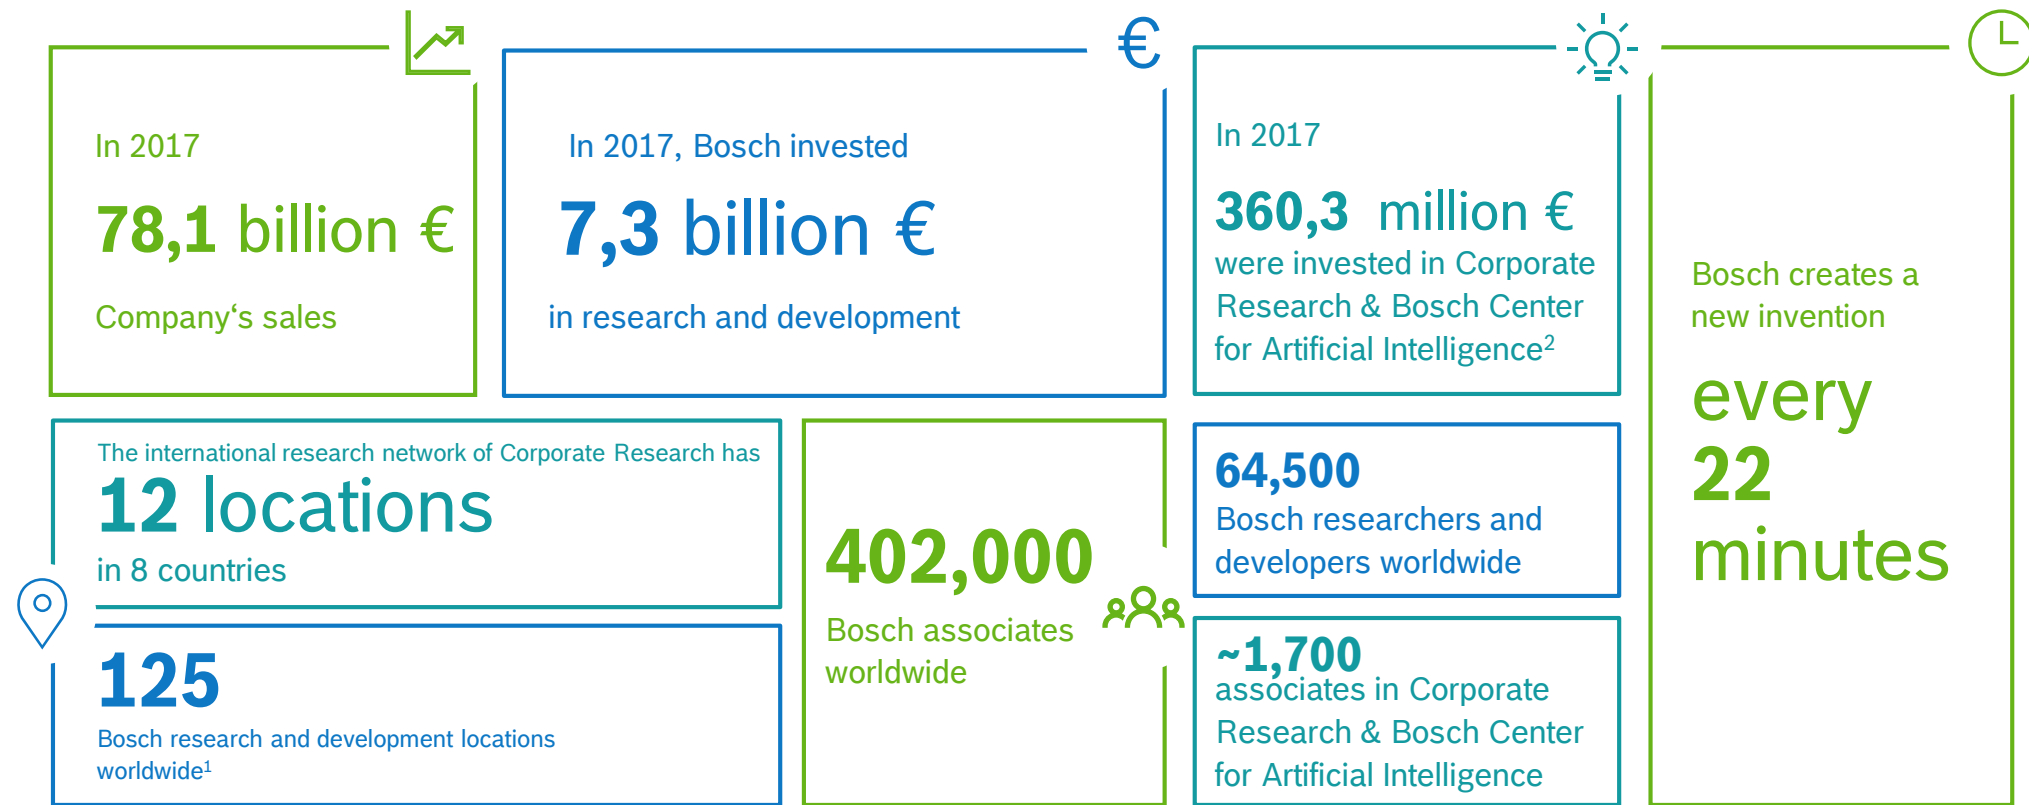 In 2017
78,1 billion €
Company‘s sales
€
In 2017, Bosch invested
7,3 billion €
in research and development
In 2017
360,3 million €
were invested in Corporate
Research & Bosch Center
for Artificial Intelligence²
Bosch creates a
new invention
every
22
minutes
The international research network of Corporate Research has
12 locations
in 8 countries
125
Bosch research and development locations
worldwide¹
402,000
Bosch associates
worldwide
64,500
Bosch researchers and
developers worldwide
~1,700
associates in Corporate
Research & Bosch Center
for Artificial Intelligence